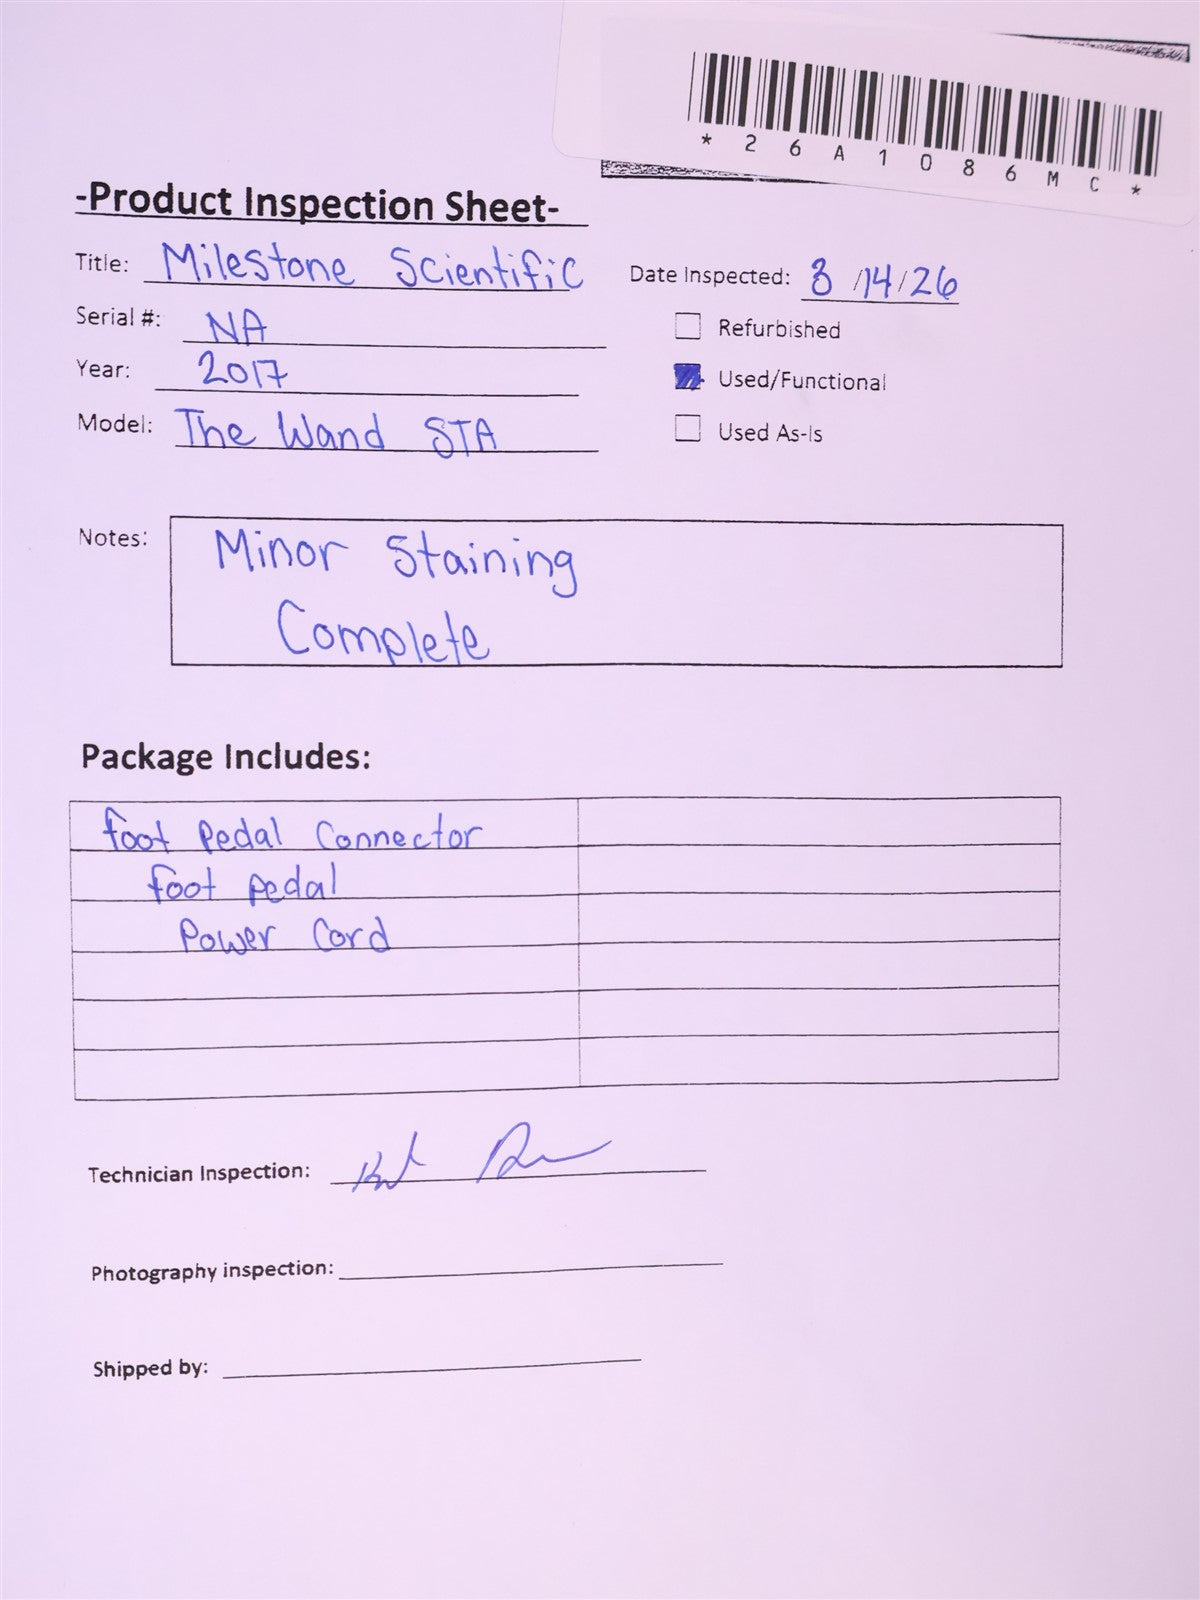 *26A1086MC*
-Product Inspection Sheet-
Title: Milestone Scientific
Date Inspected: 8/14/26
Serial #: NA
Refurbished
Year: 2017
Used/Functional
Model: The Wand STA
Used As-Is
Notes: Minor Staining
Complete
Package Includes:
foot Pedal Connector
foot pedal
Power Cord
Technician Inspection:
Photography inspection:
Shipped by: